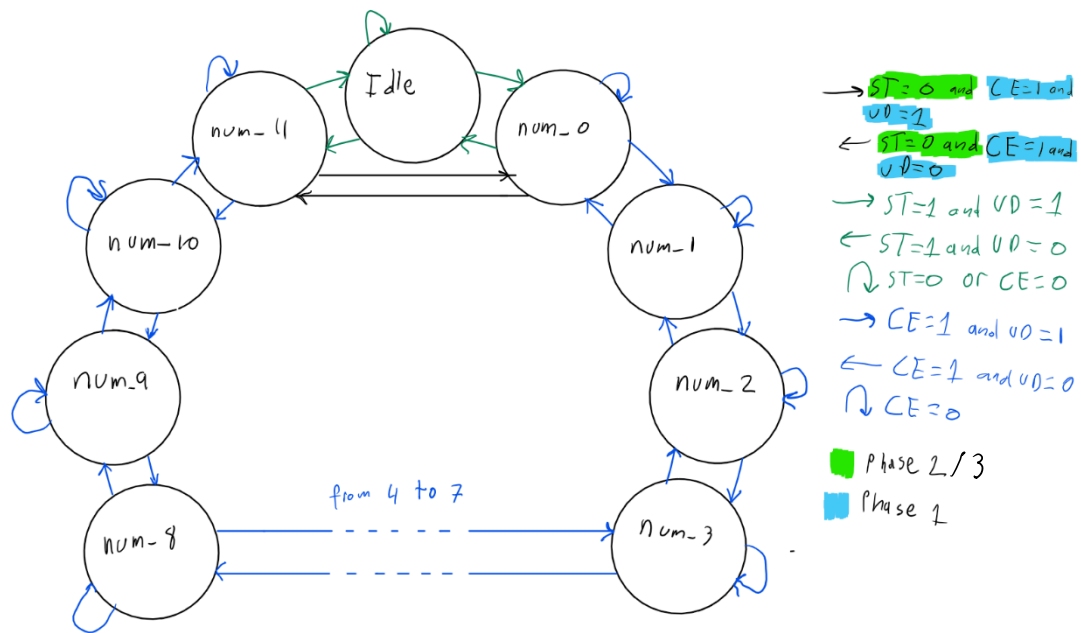 Idle
num_11
num_0
num_10
num_1
num_9
num_2
num_8
num_3
from 4 to 7
→ ST=0 and CE=1 and
UD=1
← ST=0 and CE=1 and
UD=0
→ ST=1 and UD=1
← ST=1 and UD=0
ST=0 or CE=0
→ CE=1 and UD=1
← CE=1 and UD=0
CE=0
Phase 2/3
Phase 1